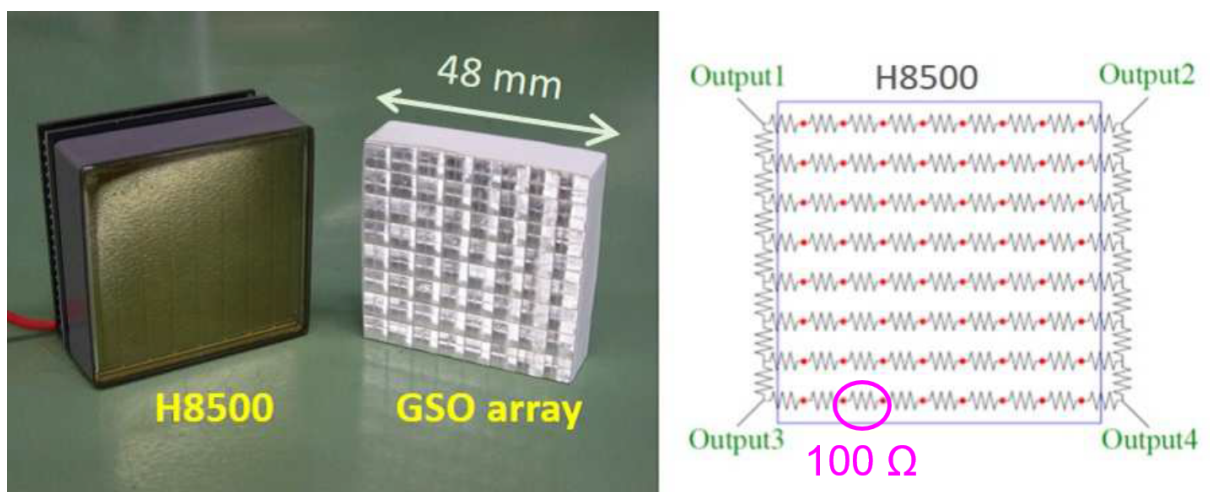 48 mm
H8500
GSO array
Output1
H8500
Output2
Output3
100 Ω
Output4